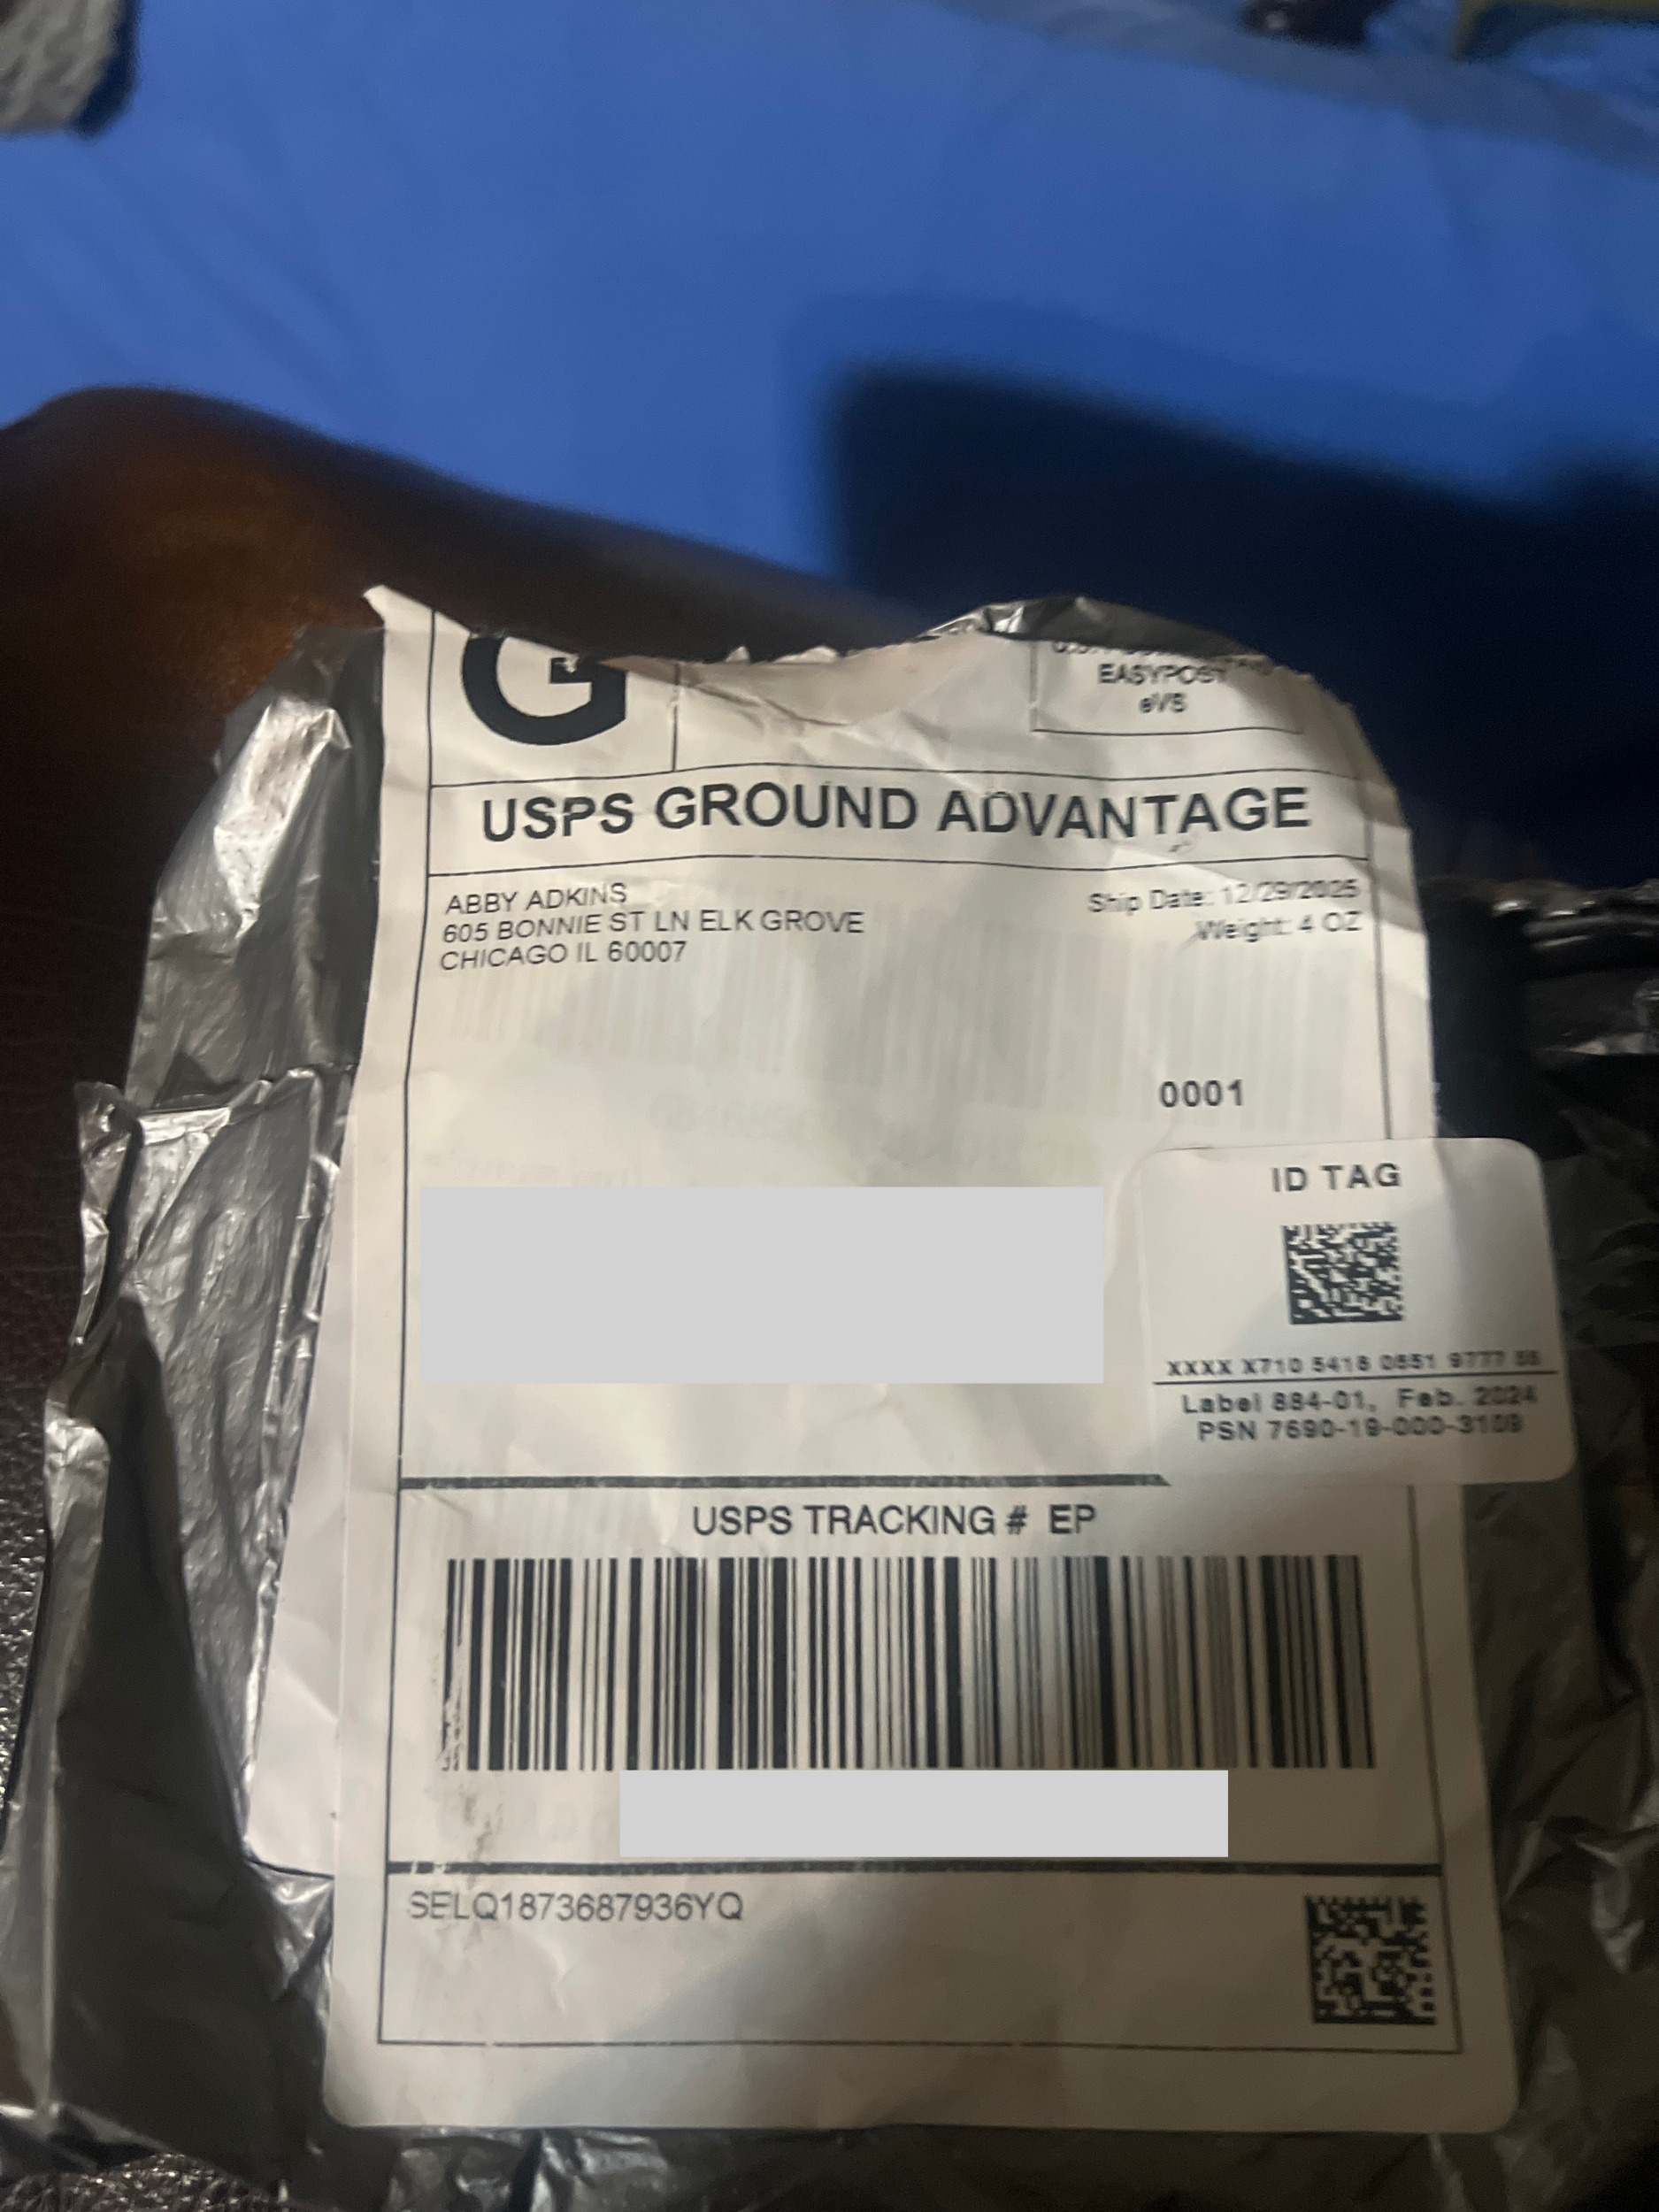 G
EASYPOST
eVS
USPS GROUND ADVANTAGE
ABBY ADKINS
605 BONNIE ST LN ELK GROVE
CHICAGO IL 60007
Ship Date: 12/29/2025
Weight: 4 OZ
0001
ID TAG
XXXX X710 5418 0551 9777
Label 884-01, Feb. 2024
PSN 7690-19-000-3109
USPS TRACKING # EP
SELQ1873687936YQ